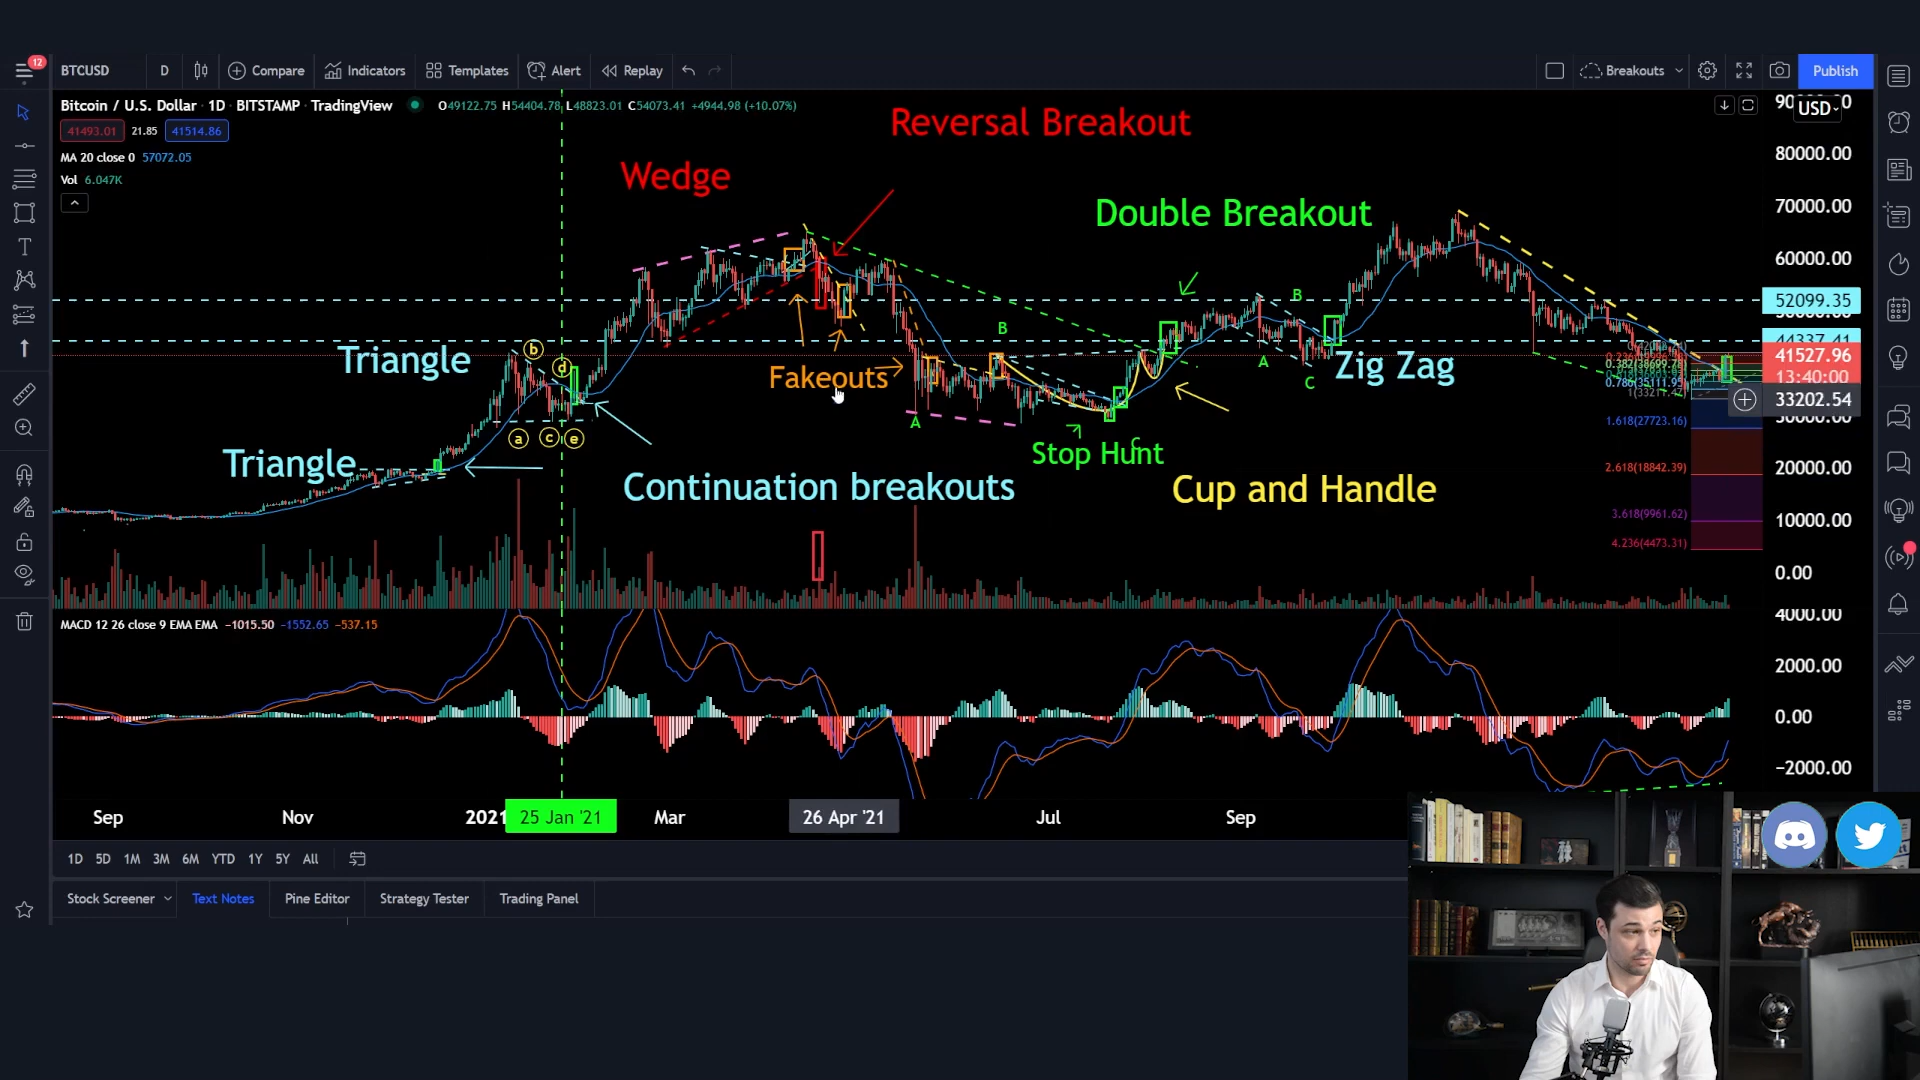 12
BTCUSD D Compare Indicators Templates Alert Replay Breakouts Publish
Bitcoin / U.S. Dollar · 1D · BITSTAMP · TradingView O49122.75 H54404.78 L48823.01 C54073.41 +4944.98 (+10.07%)
41493.01 21.85 41514.86
MA 20 close 0 57072.05
Vol 6.047K
USD
80000.00
70000.00
60000.00
52099.35
44337.41
41527.96
13:40:00
33202.54
20000.00
10000.00
0.00
Reversal Breakout
Wedge
Double Breakout
Triangle
b
d
a
c
e
Fakeouts
B
A
B
A
C
Zig Zag
Triangle
Stop Hunt
C
Continuation breakouts
Cup and Handle
1.618(27723.16)
2.618(18842.39)
3.618(9961.62)
4.236(4473.31)
MACD 12 26 close 9 EMA EMA −1015.50 −1552.65 −537.15
4000.00
2000.00
0.00
−2000.00
Sep Nov 2021 25 Jan '21 Mar 26 Apr '21 Jul Sep
1D 5D 1M 3M 6M YTD 1Y 5Y All
Stock Screener Text Notes Pine Editor Strategy Tester Trading Panel